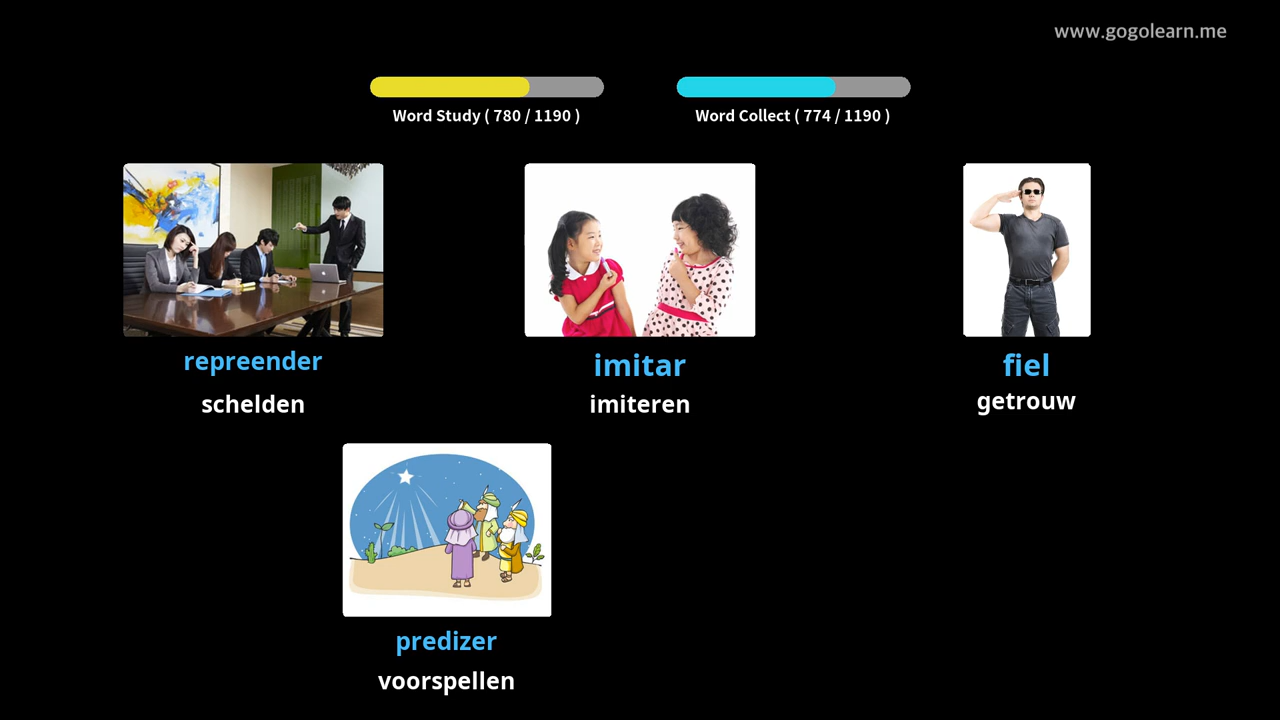 www.gogolearn.me
Word Study ( 780 / 1190 )
Word Collect ( 774 / 1190 )
repreender
schelden
imitar
imiteren
fiel
getrouw
predizer
voorspellen